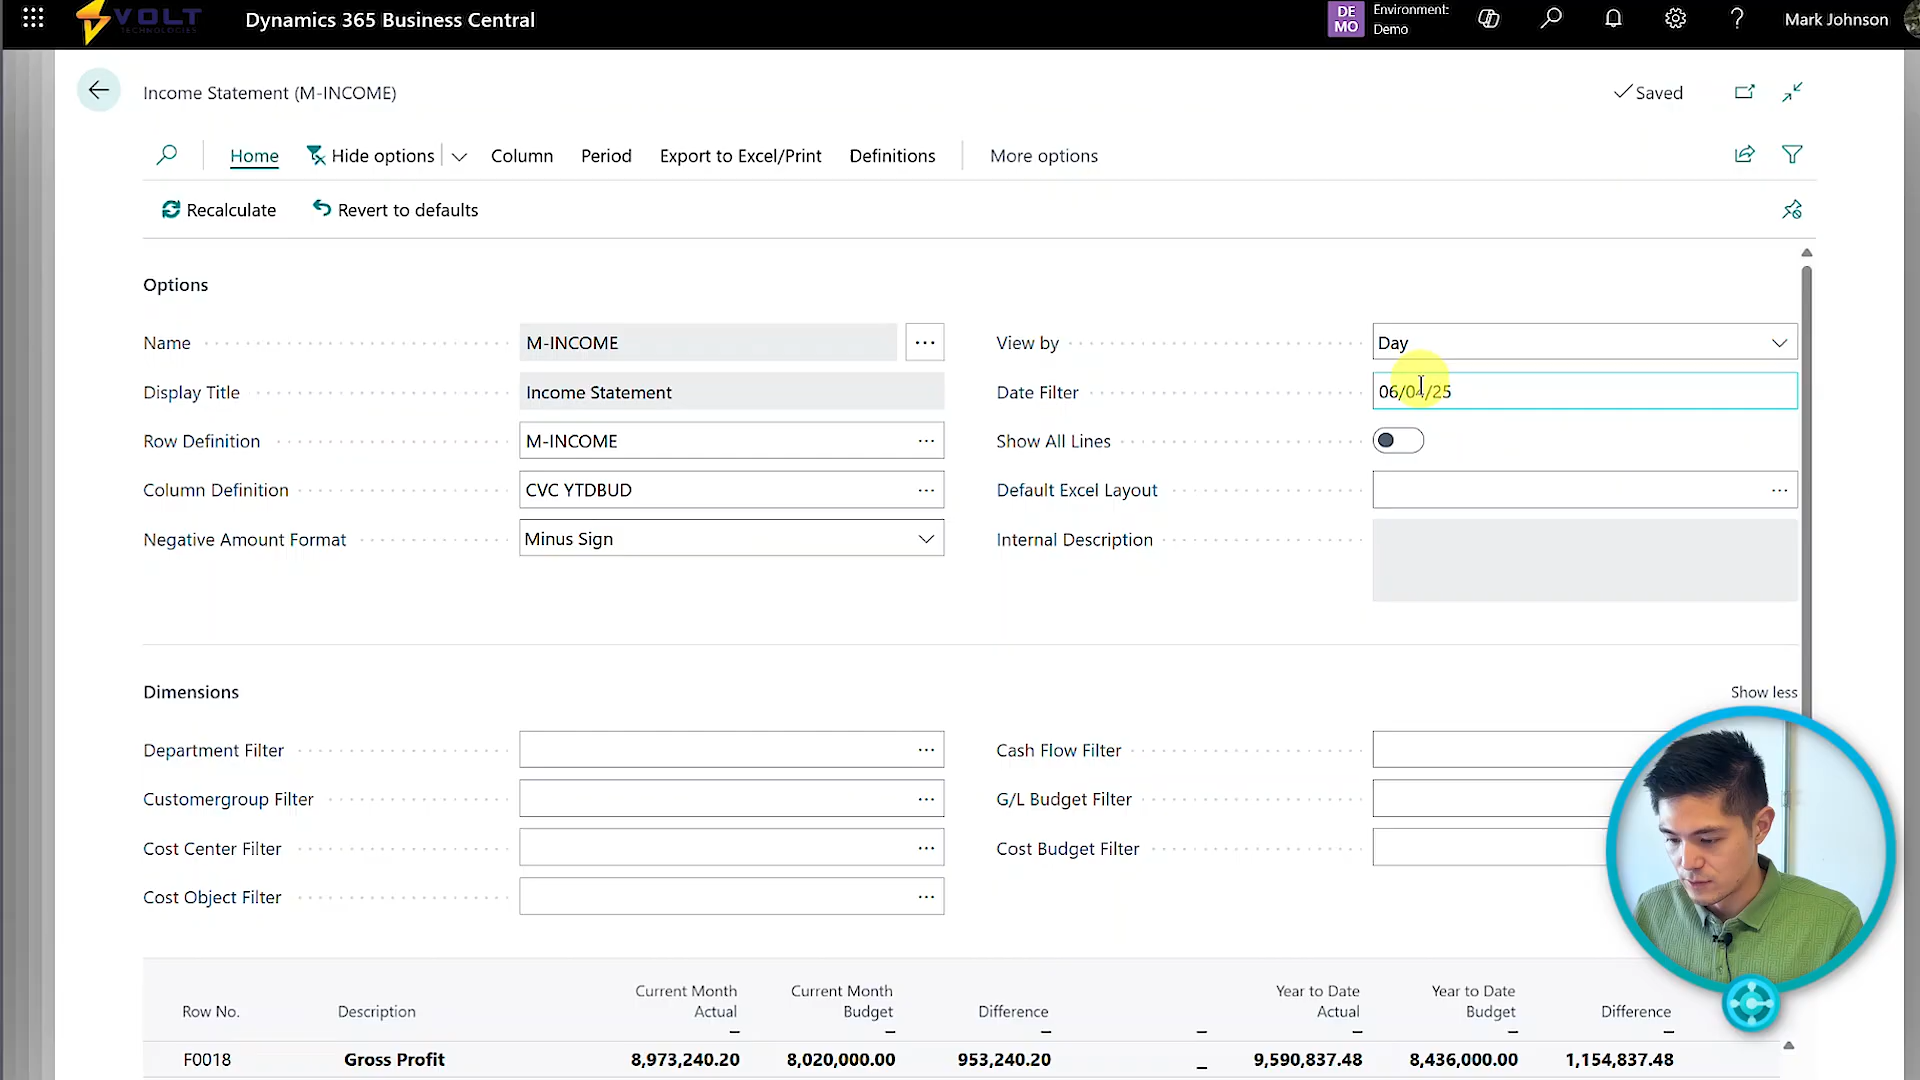 VOLT
TECHNOLOGIES
Dynamics 365 Business Central
DE
MO
Environment:
Demo
?
Mark Johnson
Income Statement (M-INCOME)
Saved
Home
Hide options
Column
Period
Export to Excel/Print
Definitions
More options
Recalculate
Revert to defaults
Options
Name
M-INCOME
View by
Day
Display Title
Income Statement
Date Filter
06/04/25
Row Definition
M-INCOME
Show All Lines
Column Definition
CVC YTDBUD
Default Excel Layout
Negative Amount Format
Minus Sign
Internal Description
Dimensions
Show less
Department Filter
Cash Flow Filter
Customergroup Filter
G/L Budget Filter
Cost Center Filter
Cost Budget Filter
Cost Object Filter
Row No.
Description
Current Month
Actual
Current Month
Budget
Difference
Year to Date
Actual
Year to Date
Budget
Difference
F0018 Gross Profit 8,973,240.20 8,020,000.00 953,240.20 9,590,837.48 8,436,000.00 1,154,837.48